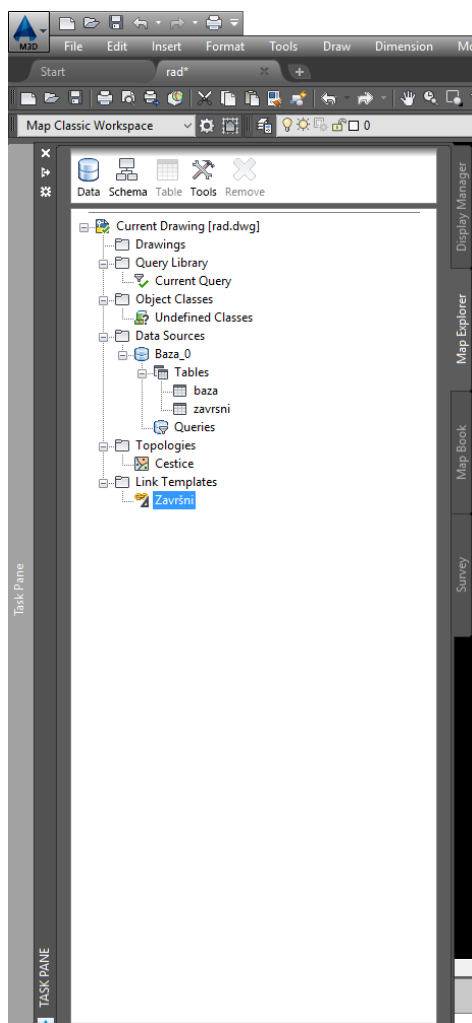 M3D
File Edit Insert Format Tools Draw Dimension Mo
Start rad*
Map Classic Workspace 0
Data Schema Table Tools Remove
Current Drawing [rad.dwg]
Drawings
Query Library
Current Query
Object Classes
Undefined Classes
Data Sources
Baza_0
Tables
baza
zavrsni
Queries
Topologies
Cestice
Link Templates
Završni
Display Manager
Map Explorer
Map Book
Survey
Task Pane
TASK PANE